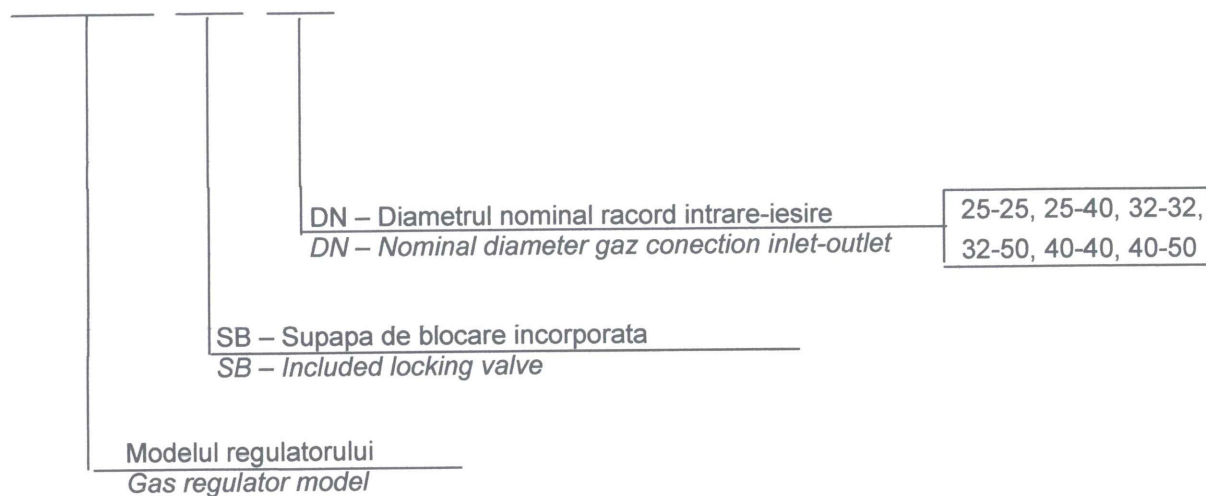 DN – Diametrul nominal racord intrare-iesire
DN – Nominal diameter gaz conection inlet-outlet
25-25, 25-40, 32-32,
32-50, 40-40, 40-50
SB – Supapa de blocare incorporata
SB – Included locking valve
Modelul regulatorului
Gas regulator model